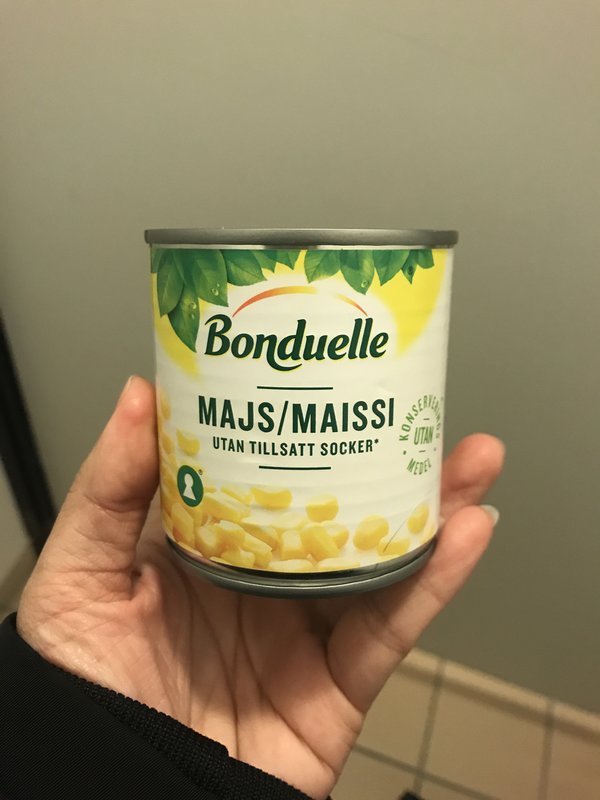 Bonduelle
MAJS/MAISSI
UTAN TILLSATT SOCKER*
KONSERVERINGS
UTAN
MEDEL